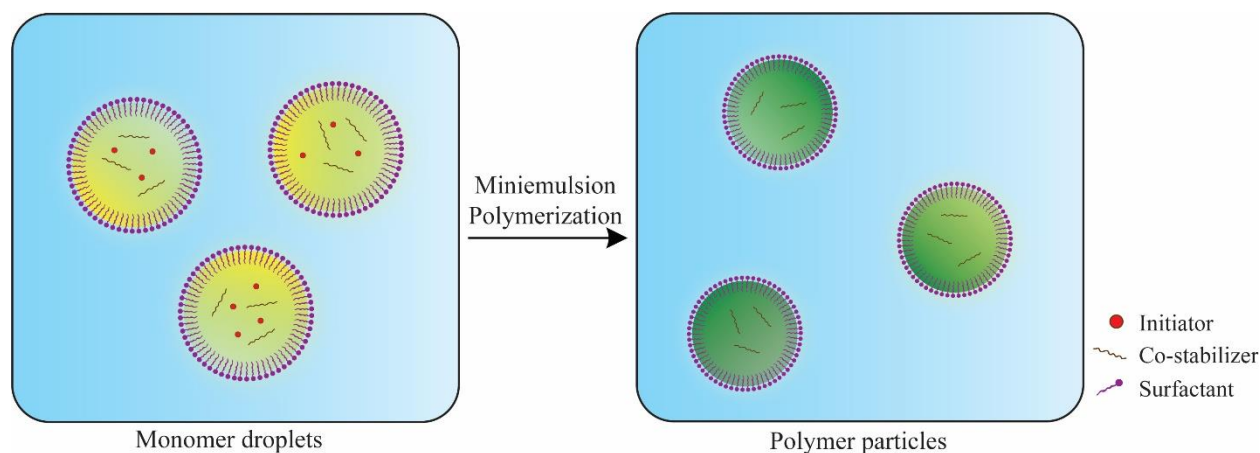 Miniemulsion
Polymerization
Initiator
Co-stabilizer
Surfactant
Monomer droplets
Polymer particles